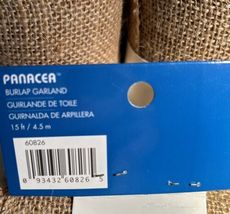 PANACEA™
BURLAP GARLAND
GUIRLANDE DE TOILE
GUIRNALDA DE ARPILLERA
15 ft / 4.5 m
60826
0 93432 60826 5